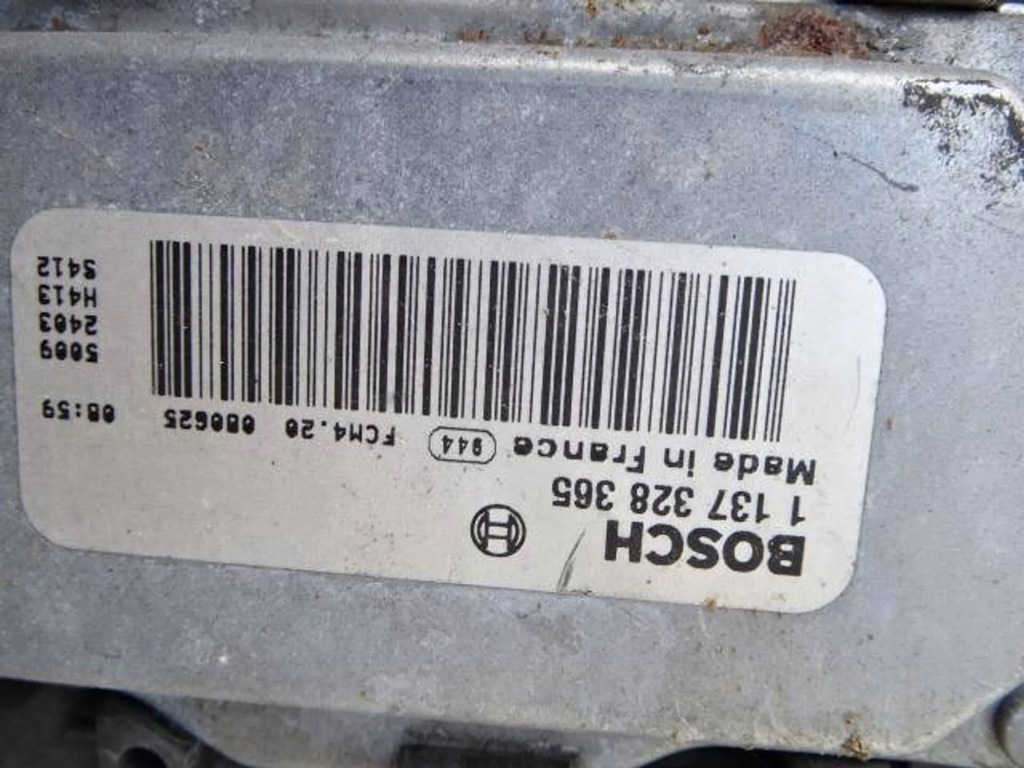 BOSCH
1 137 328 365
Made in France 944 FCM4.20 080625 08:59
5009
2403
H413
S412